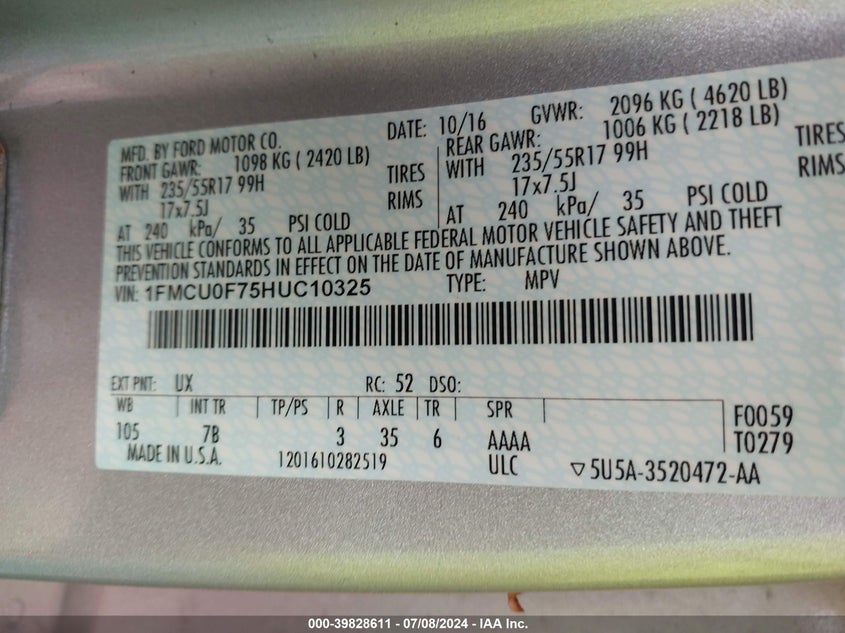 MFD. BY FORD MOTOR CO. DATE: 10/16 GVWR: 2096 KG ( 4620 LB)
FRONT GAWR: 1098 KG ( 2420 LB) REAR GAWR: 1006 KG ( 2218 LB)
WITH 235/55R17 99H TIRES WITH 235/55R17 99H TIRES
17x7.5J RIMS 17x7.5J RIMS
AT 240 kPa/ 35 PSI COLD AT 240 kPa/ 35 PSI COLD
THIS VEHICLE CONFORMS TO ALL APPLICABLE FEDERAL MOTOR VEHICLE SAFETY AND THEFT
PREVENTION STANDARDS IN EFFECT ON THE DATE OF MANUFACTURE SHOWN ABOVE.
VIN: 1FMCU0F75HUC10325 TYPE: MPV
EXT PNT: UX RC: 52 DSO:
WB INT TR TP/PS R AXLE TR SPR F0059
105 7B 3 35 6 AAAA T0279
MADE IN U.S.A. 1201610282519 ULC ▽5U5A-3520472-AA
000-39828611 - 07/08/2024 - IAA Inc.